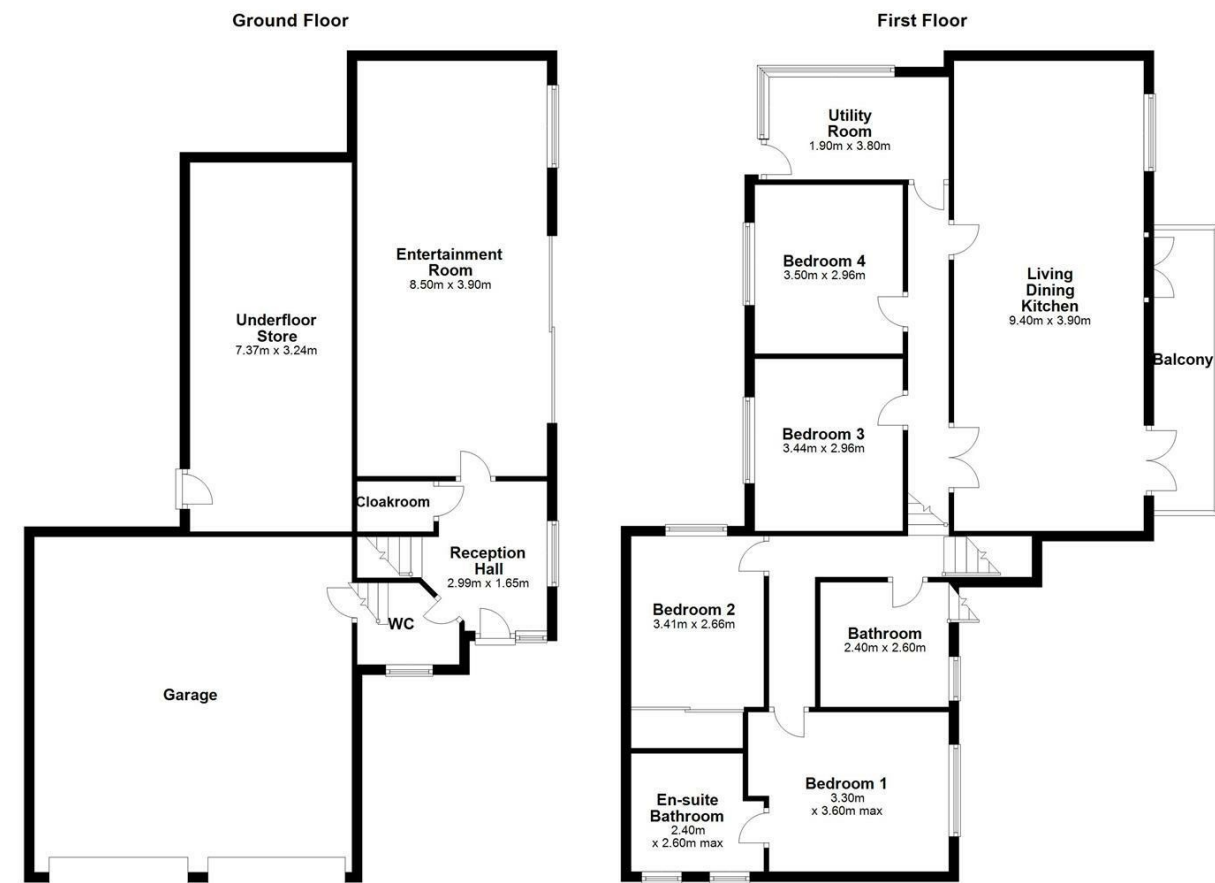 Ground Floor
First Floor
Entertainment
Room
8.50m x 3.90m
Underfloor
Store
7.37m x 3.24m
Cloakroom
Reception
Hall
2.99m x 1.65m
WC
Garage
Utility
Room
1.90m x 3.80m
Bedroom 4
3.50m x 2.96m
Living
Dining
Kitchen
9.40m x 3.90m
Balcony
Bedroom 3
3.44m x 2.96m
Bedroom 2
3.41m x 2.66m
Bathroom
2.40m x 2.60m
Bedroom 1
3.30m
x 3.60m max
En-suite
Bathroom
2.40m
x 2.60m max